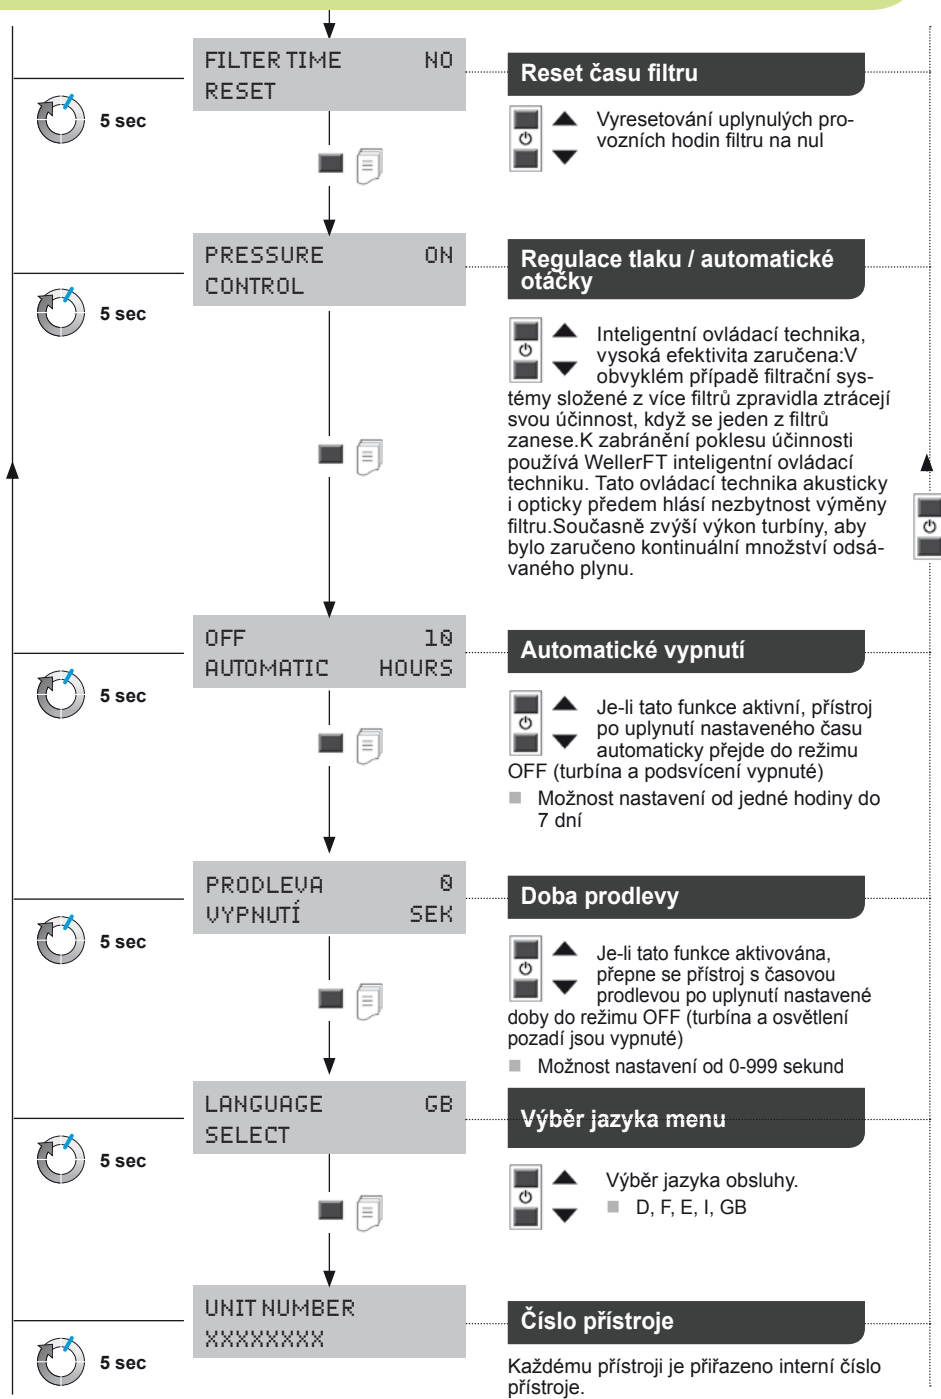 FILTER TIME NO
RESET
Reset času filtru
5 sec
Vyresetování uplynulých pro-
vozních hodin filtru na nul
PRESSURE ON
CONTROL
Regulace tlaku / automatické
otáčky
5 sec
Inteligentní ovládací technika,
vysoká efektivita zaručena:V
obvyklém případě filtrační sys-
témy složené z více filtrů zpravidla ztrácejí
svou účinnost, když se jeden z filtrů
zanese.K zabránění poklesu účinnosti
používá WellerFT inteligentní ovládací
techniku. Tato ovládací technika akusticky
i opticky předem hlásí nezbytnost výměny
filtru.Současně zvýší výkon turbíny, aby
bylo zaručeno kontinuální množství odsá-
vaného plynu.
OFF 10
AUTOMATIC HOURS
Automatické vypnutí
5 sec
Je-li tato funkce aktivní, přístroj
po uplynutí nastaveného času
automaticky přejde do režimu
OFF (turbína a podsvícení vypnuté)
Možnost nastavení od jedné hodiny do
7 dní
PRODLEVA 0
VYPNUTÍ SEK
Doba prodlevy
5 sec
Je-li tato funkce aktivována,
přepne se přístroj s časovou
prodlevou po uplynutí nastavené
doby do režimu OFF (turbína a osvětlení
pozadí jsou vypnuté)
Možnost nastavení od 0-999 sekund
LANGUAGE GB
SELECT
Výběr jazyka menu
5 sec
Výběr jazyka obsluhy.
D, F, E, I, GB
UNIT NUMBER
XXXXXXXX
Číslo přístroje
5 sec
Každému přístroji je přiřazeno interní číslo
přístroje.